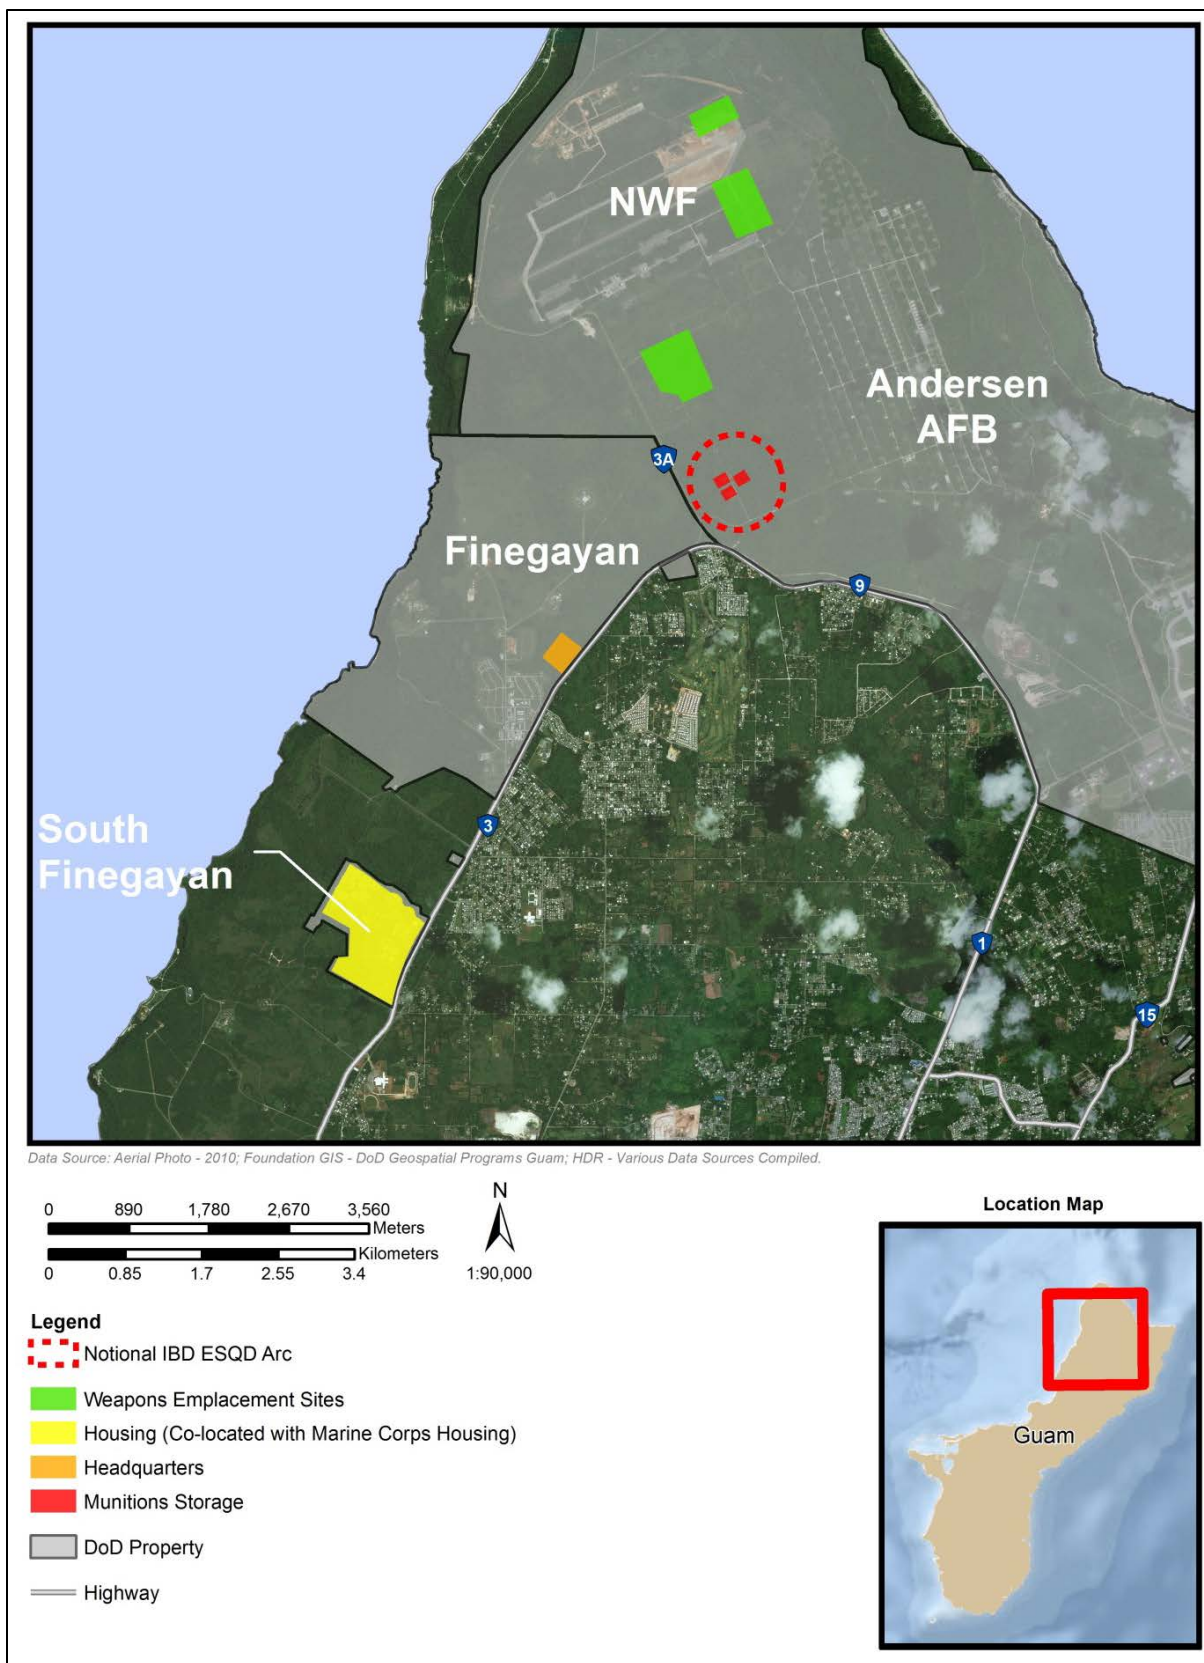 NWF
Andersen
AFB
3A
Finegayan
9
South
Finegayan
3
1
15
Data Source: Aerial Photo - 2010; Foundation GIS - DoD Geospatial Programs Guam; HDR - Various Data Sources Compiled.
0 890 1,780 2,670 3,560
Meters
Kilometers
0 0.85 1.7 2.55 3.4
N
1:90,000
Location Map
Guam
Legend
Notional IBD ESQD Arc
Weapons Emplacement Sites
Housing (Co-located with Marine Corps Housing)
Headquarters
Munitions Storage
DoD Property
Highway